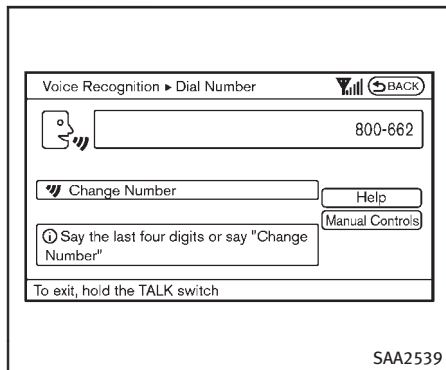 Voice Recognition ▸ Dial Number
BACK
800-662
Change Number
Help
Manual Controls
Say the last four digits or say "Change
Number"
To exit, hold the TALK switch
SAA2539